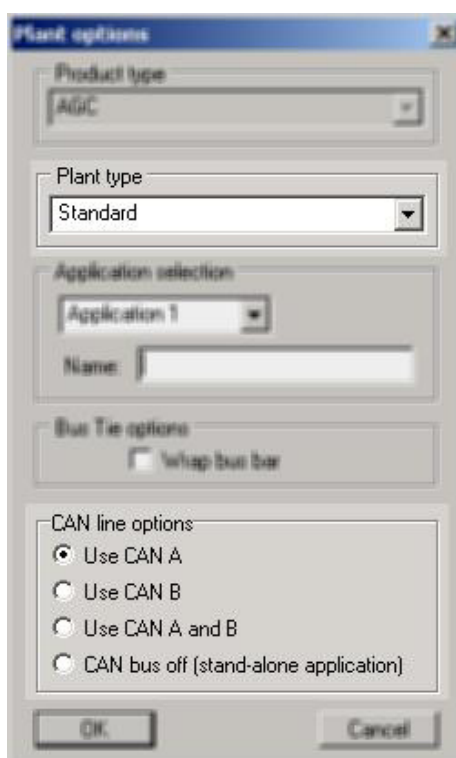 Plant options
Product type
AGC
Plant type
Standard
Application selection
Application 1
Name:
Bus Tie options
Wrap bus bar
CAN line options
Use CAN A
Use CAN B
Use CAN A and B
CAN bus off (stand-alone application)
OK
Cancel